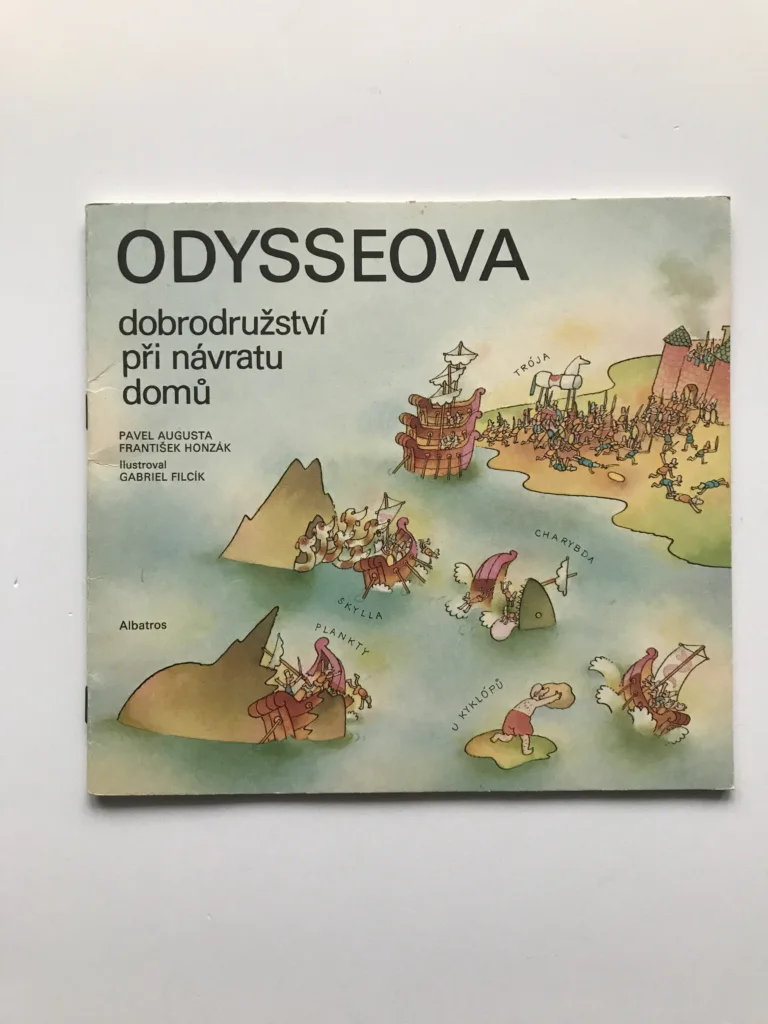 ODYSSEOVA
dobrodružství
při návratu
domů
PAVEL AUGUSTA
FRANTIŠEK HONZÁK
Ilustroval
GABRIEL FILCÍK
TRÓJA
CHARYBDA
SKYLLA
PLANKTY
Albatros
U KYKLÓPŮ